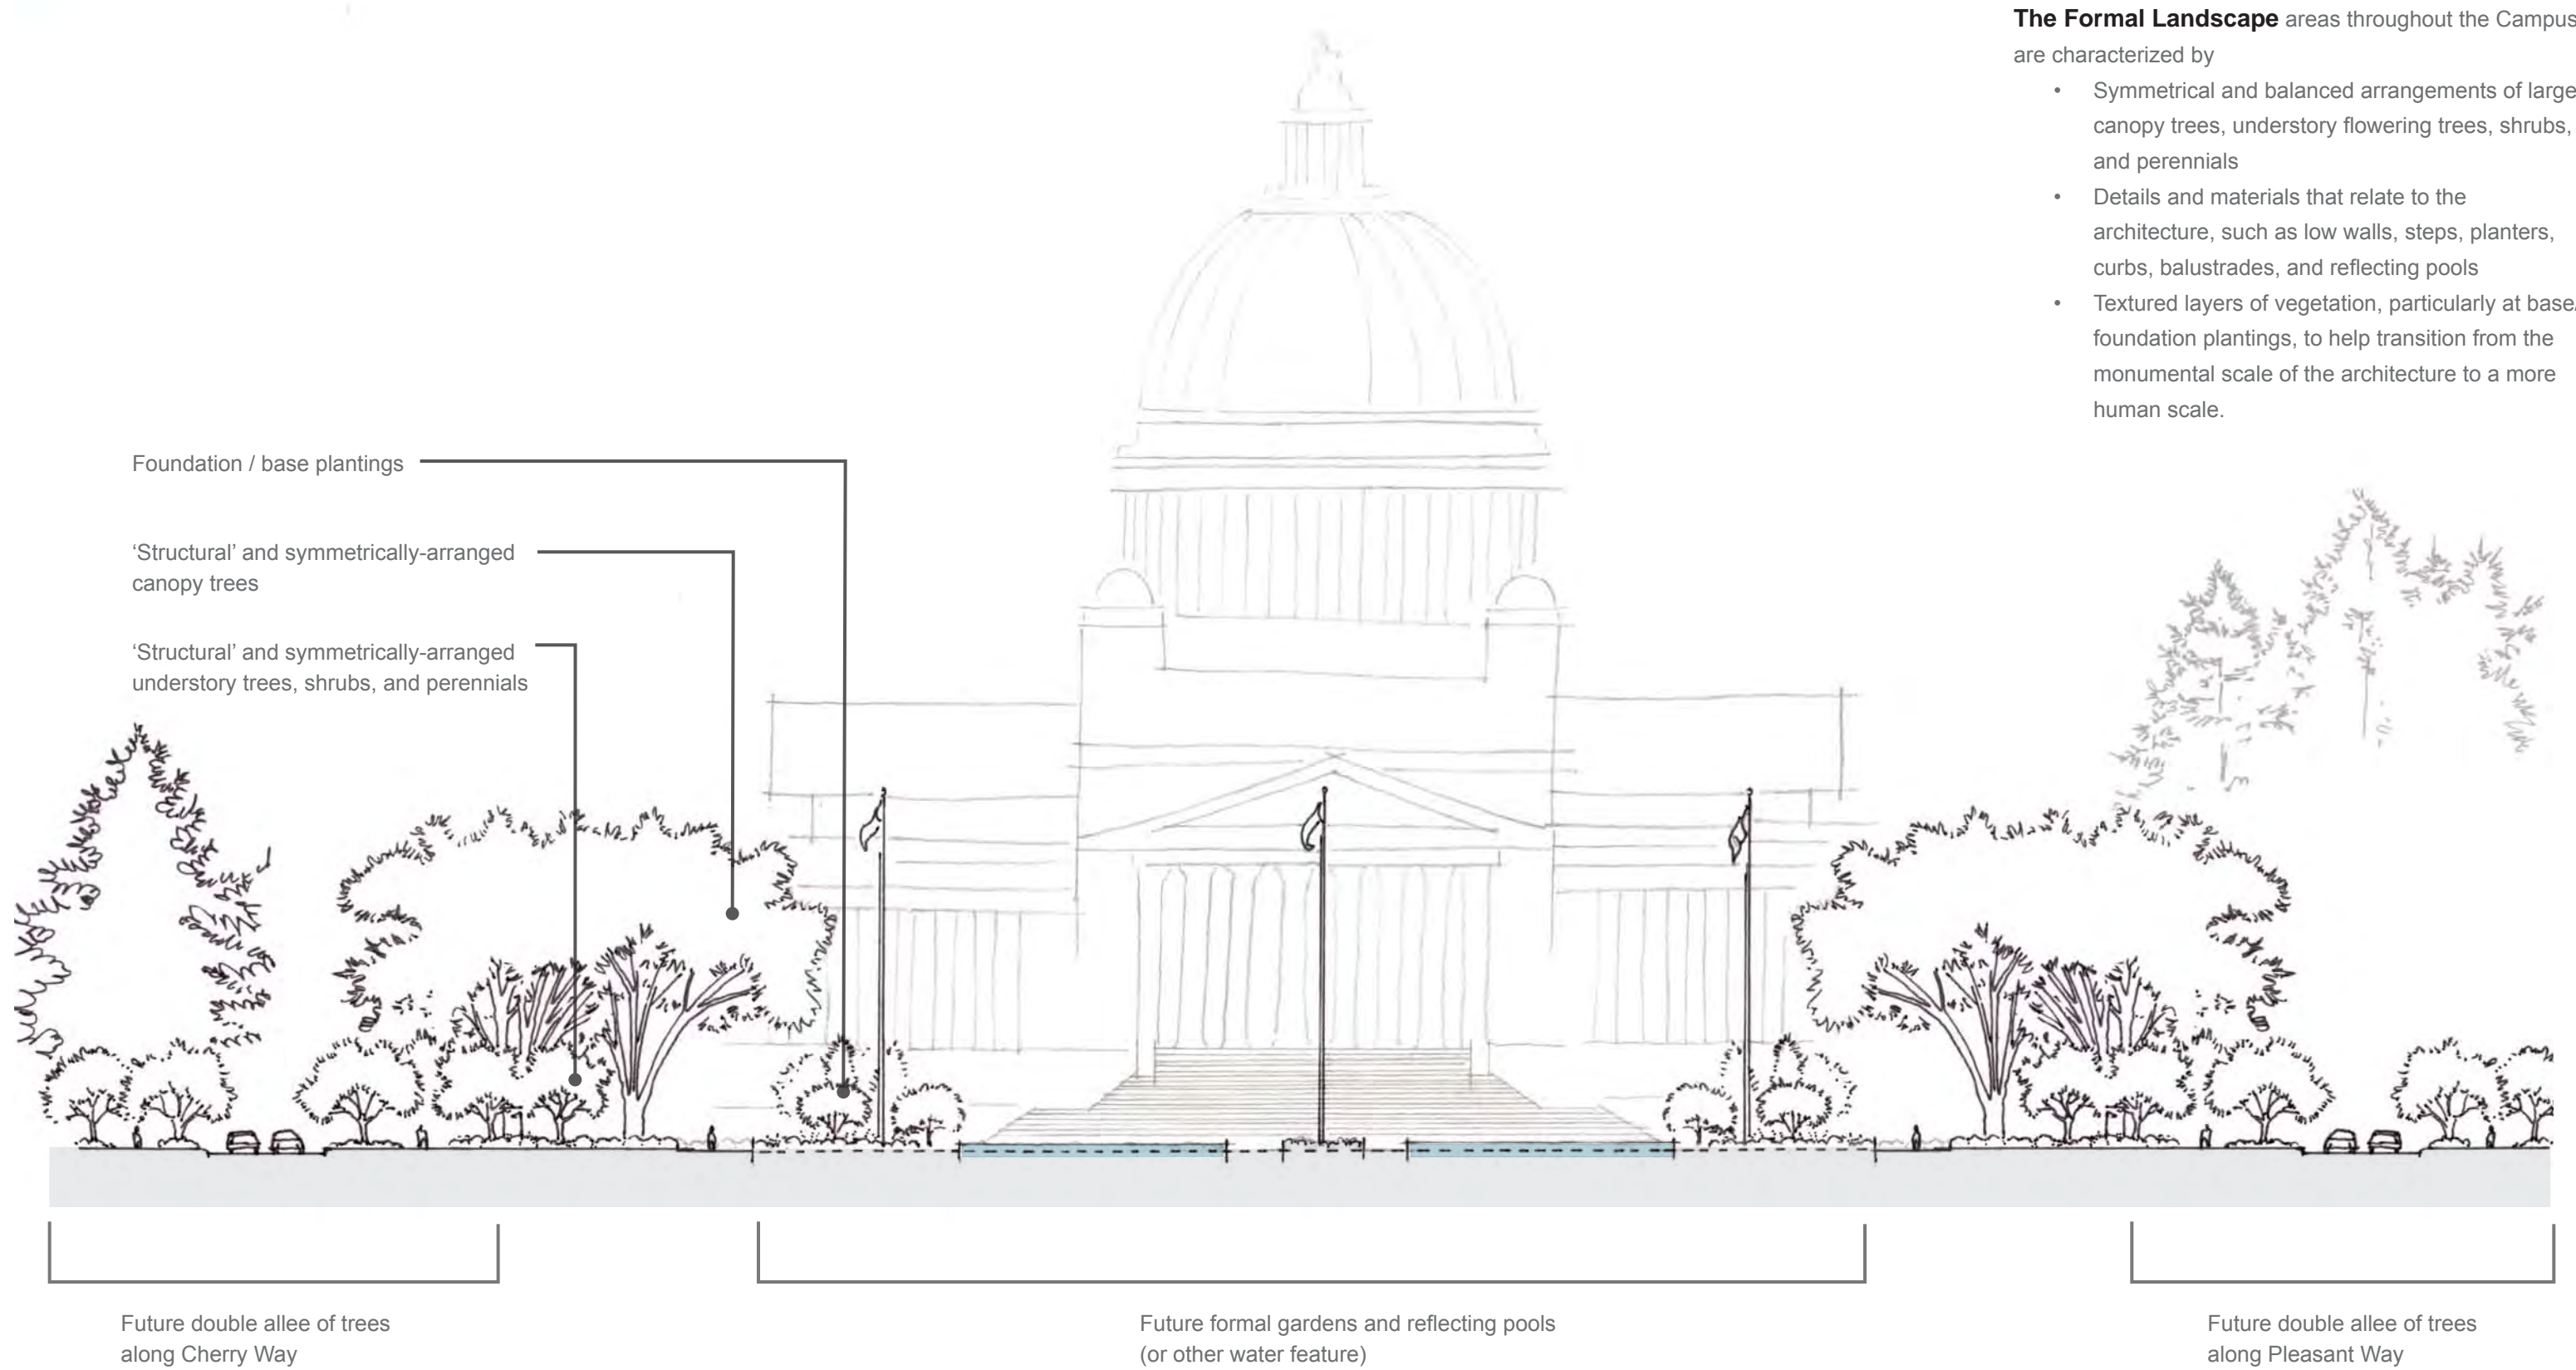 The Formal Landscape areas throughout the Campus
are characterized by
• Symmetrical and balanced arrangements of large
canopy trees, understory flowering trees, shrubs,
and perennials
• Details and materials that relate to the
architecture, such as low walls, steps, planters,
curbs, balustrades, and reflecting pools
• Textured layers of vegetation, particularly at base/
foundation plantings, to help transition from the
monumental scale of the architecture to a more
human scale.
Foundation / base plantings
‘Structural’ and symmetrically-arranged
canopy trees
‘Structural’ and symmetrically-arranged
understory trees, shrubs, and perennials
Future double allee of trees
along Cherry Way
Future formal gardens and reflecting pools
(or other water feature)
Future double allee of trees
along Pleasant Way